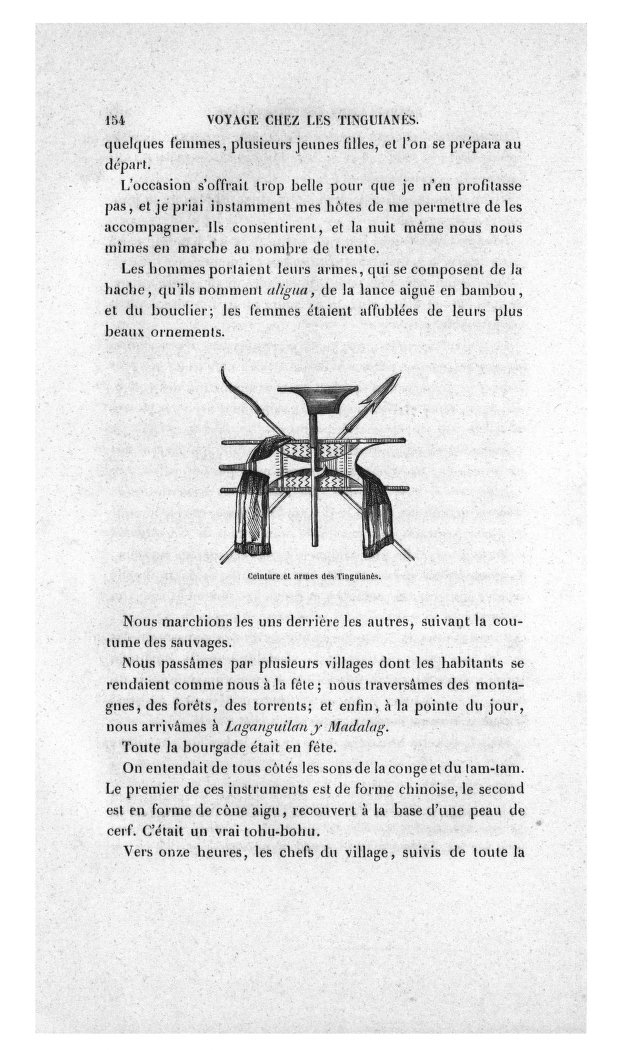 154 VOYAGE CHEZ LES TINGUIANÈS.
quelques femmes, plusieurs jeunes filles, et l'on se prépara au
départ.
L'occasion s'offrait trop belle pour que je n'en profitasse
pas, et je priai instamment mes hôtes de me permettre de les
accompagner. Ils consentirent, et la nuit même nous nous
mîmes en marche au nombre de trente.
Les hommes portaient leurs armes, qui se composent de la
hache, qu'ils nomment aligua, de la lance aiguë en bambou,
et du bouclier; les femmes étaient affublées de leurs plus
beaux ornements.
Ceinture et armes des Tinguianès.
Nous marchions les uns derrière les autres, suivant la cou-
tume des sauvages.
Nous passâmes par plusieurs villages dont les habitants se
rendaient comme nous à la fête; nous traversâmes des monta-
gnes, des forêts, des torrents; et enfin, à la pointe du jour,
nous arrivâmes à Laganguilan y Madalag.
Toute la bourgade était en fête.
On entendait de tous côtés les sons de la conge et du tam-tam.
Le premier de ces instruments est de forme chinoise, le second
est en forme de cône aigu, recouvert à la base d'une peau de
cerf. C'était un vrai tohu-bohu.
Vers onze heures, les chefs du village, suivis de toute la